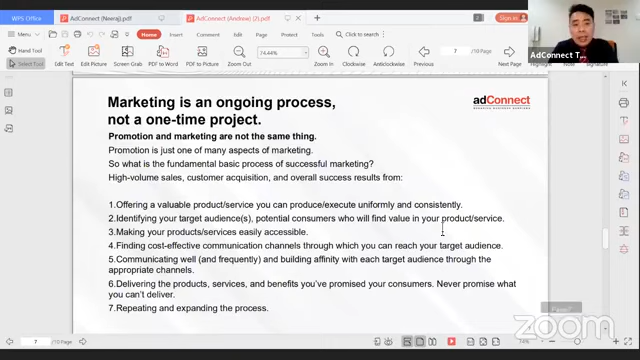 WPS Office
AdConnect (Neeraj).pdf
AdConnect (Andrew) (2).pdf
Sign in
Menu
Home
Insert
Comment
Edit
Page
Protect
Tools
Click to search
Hand Tool
Select Tool
Edit Text
Edit Picture
Screen Grab
PDF to Word
PDF to Picture
Zoom Out
74.44%
Zoom In
Clockwise
Anticlockwise
Previous
7
/10 Page
Next Page
Highlight
Note
Signature
AdConnect T...
Marketing is an ongoing process,
not a one-time project.
adConnect
Promotion and marketing are not the same thing.
Promotion is just one of many aspects of marketing.
So what is the fundamental basic process of successful marketing?
High-volume sales, customer acquisition, and overall success results from:
1.Offering a valuable product/service you can produce/execute uniformly and consistently.
2.Identifying your target audience(s), potential consumers who will find value in your product/service.
3.Making your products/services easily accessible.
4.Finding cost-effective communication channels through which you can reach your target audience.
5.Communicating well (and frequently) and building affinity with each target audience through the
appropriate channels.
6.Delivering the products, services, and benefits you've promised your consumers. Never promise what
you can't deliver.
7.Repeating and expanding the process.
7
/10 Page
74%
zoom